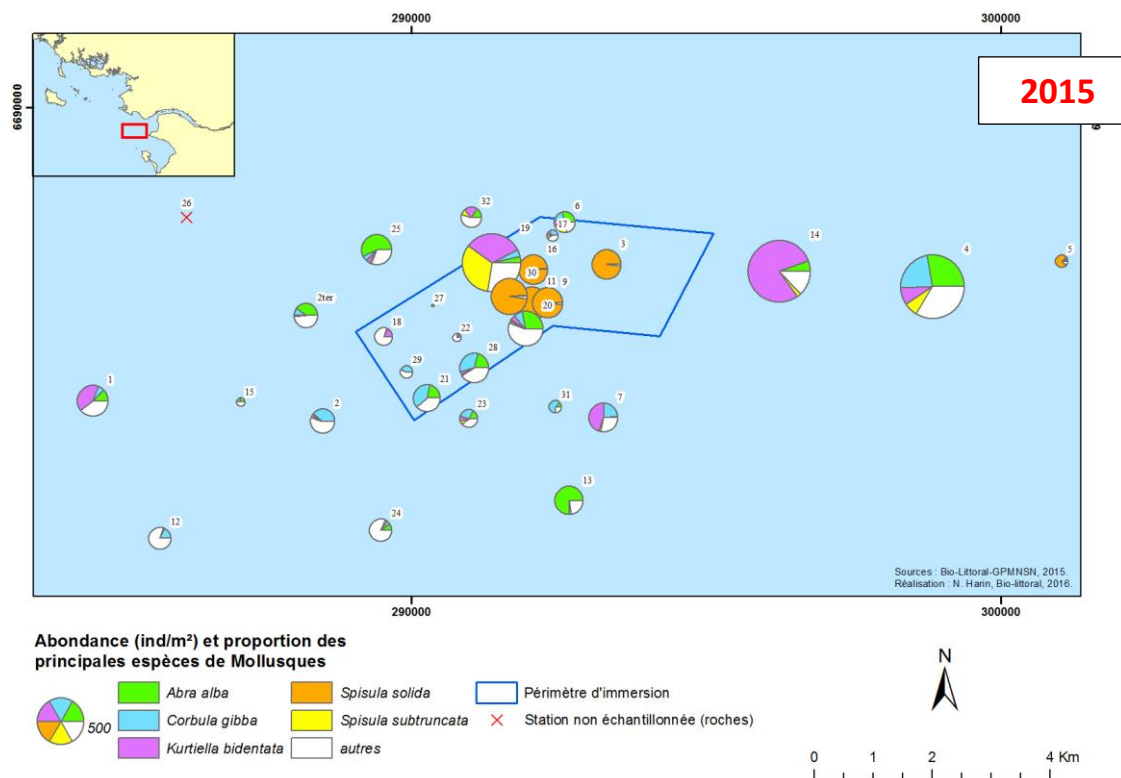 290000
300000
6690000
2015
26
32
6
17
19
16
25
3
14
4
5
30
11
9
20
2ter
27
18
22
28
29
1
15
21
2
23
31
7
13
24
12
Sources : Bio-Littoral-GPMNSN, 2015.
Réalisation : N. Harin, Bio-littoral, 2016.
290000
300000
Abondance (ind/m²) et proportion des
principales espèces de Mollusques
500
Abra alba
Corbula gibba
Kurtiella bidentata
Spisula solida
Spisula subtruncata
autres
Périmètre d'immersion
Station non échantillonnée (roches)
N
0 1 2 4 Km